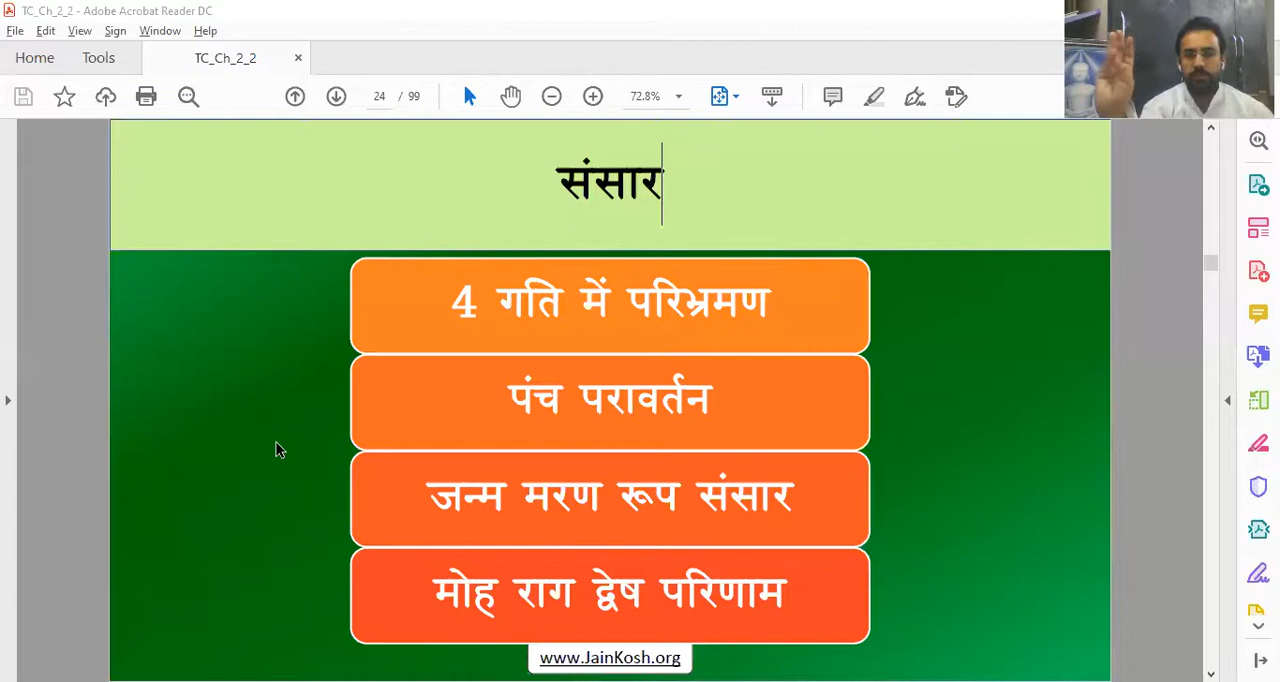 TC_Ch_2_2 - Adobe Acrobat Reader DC
File Edit View Sign Window Help
Home Tools TC_Ch_2_2
24 / 99 72.8%
संसार
4 गति में परिभ्रमण
पंच परावर्तन
जन्म मरण रूप संसार
मोह राग द्वेष परिणाम
www.JainKosh.org